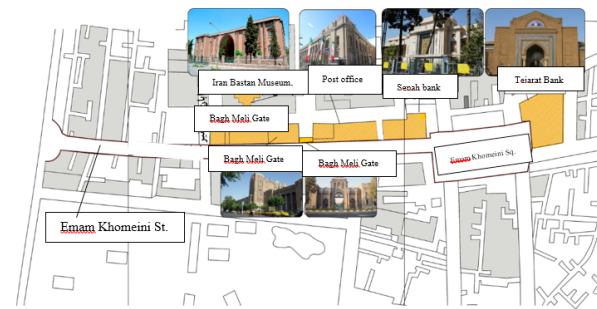 Iran Bastan Museum.
Post office
Senah bank
Tejarat Bank
Bagh Meli Gate
Bagh Meli Gate
Bagh Meli Gate
Emam Khomeini Sq.
Emam Khomeini St.